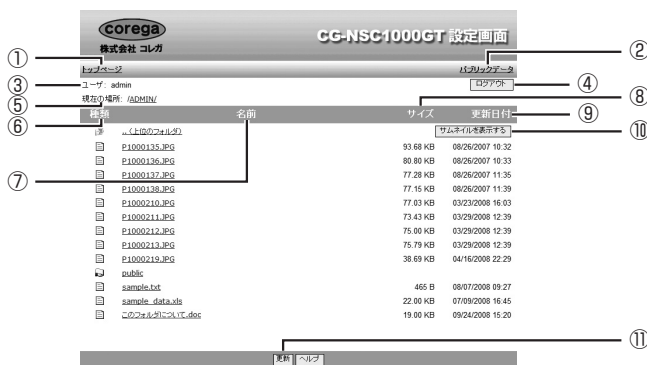 corega
株式会社 コレガ
CG-NSC1000GT 設定画面
①
②
トップページ
パブリックデータ
③
ユーザ: admin
ログアウト
④
⑤
現在の場所: /ADMIN/
⑧
種類 名前 サイズ 更新日付
⑨
⑥
..(上位のフォルダ)
サムネイルを表示する
⑩
P1000135.JPG 93.68 KB 08/26/2007 10:32
P1000136.JPG 80.80 KB 08/26/2007 10:33
⑦
P1000137.JPG 77.28 KB 08/26/2007 11:35
P1000138.JPG 77.15 KB 08/26/2007 11:39
P1000210.JPG 77.03 KB 03/23/2008 16:03
P1000211.JPG 73.43 KB 03/29/2008 12:39
P1000212.JPG 75.00 KB 03/29/2008 12:39
P1000213.JPG 75.79 KB 03/29/2008 12:39
P1000219.JPG 38.69 KB 04/16/2008 22:29
public
sample.txt 465 B 08/07/2008 09:27
sample_data.xls 22.00 KB 07/09/2008 16:45
このフォルダについて.doc 19.00 KB 09/24/2008 15:20
⑪
更新 ヘルプ